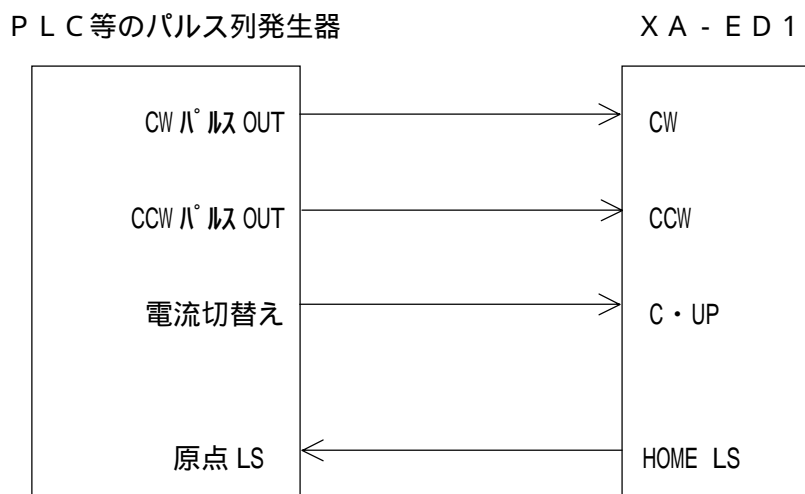 ＰＬＣ等のパルス列発生器 ＸＡ‐ＥＤ１
CW ﾊﾟﾙｽ OUT CW
CCW ﾊﾟﾙｽ OUT CCW
電流切替え C・UP
原点 LS HOME LS